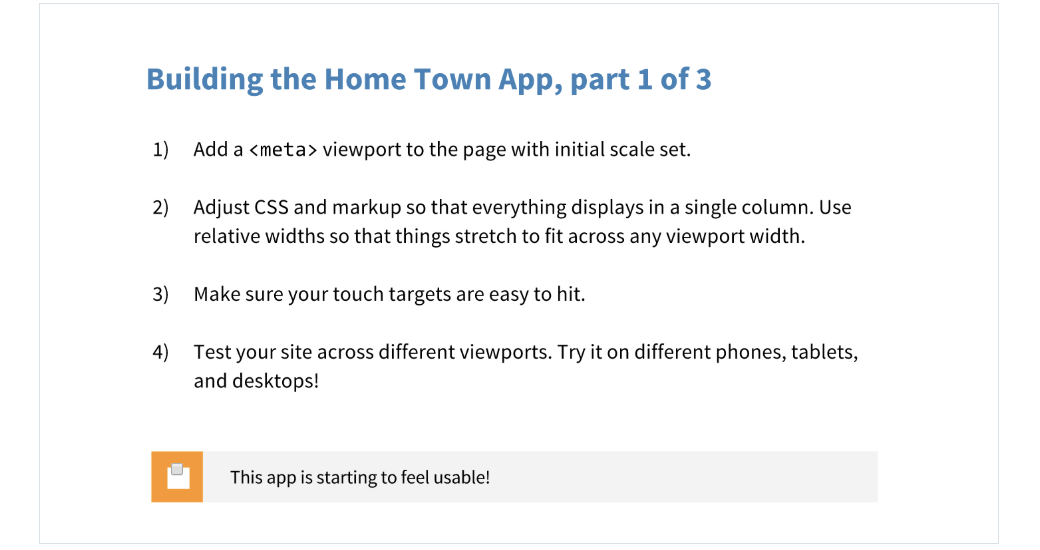 Building the Home Town App, part 1 of 3
1) Add a <meta> viewport to the page with initial scale set.
2) Adjust CSS and markup so that everything displays in a single column. Use
relative widths so that things stretch to fit across any viewport width.
3) Make sure your touch targets are easy to hit.
4) Test your site across different viewports. Try it on different phones, tablets,
and desktops!
This app is starting to feel usable!